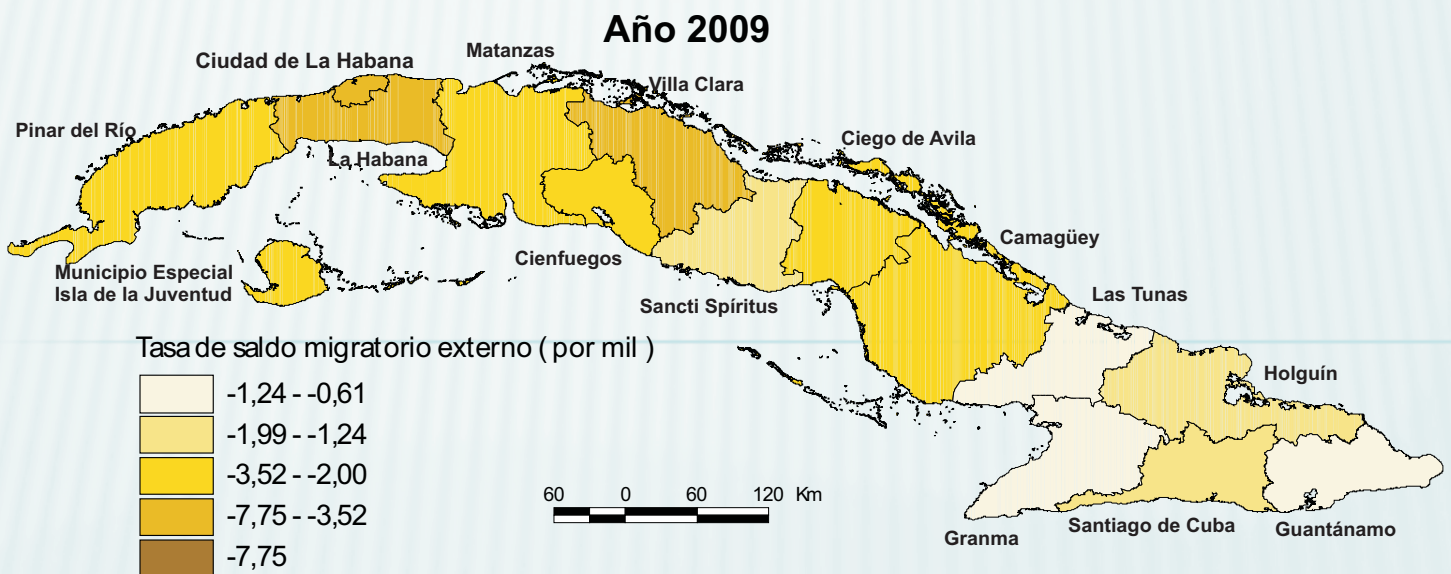 Año 2009
Matanzas
Ciudad de La Habana
Villa Clara
Pinar del Río
Ciego de Avila
La Habana
Camagüey
Cienfuegos
Municipio Especial
Isla de la Juventud
Las Tunas
Sancti Spíritus
Tasa de saldo migratorio externo ( por mil )
Holguín
-1,24 - -0,61
-1,99 - -1,24
-3,52 - -2,00
-7,75 - -3,52
-7,75
60 0 60 120 Km
Santiago de Cuba
Guantánamo
Granma